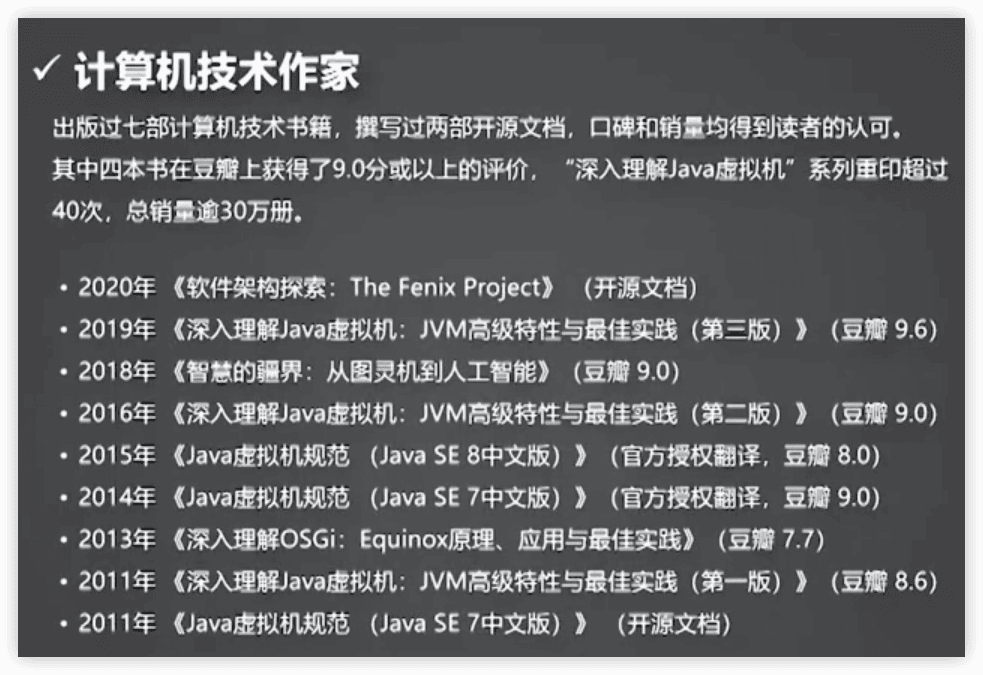 ✓ 计算机技术作家
出版过七部计算机技术书籍，撰写过两部开源文档，口碑和销量均得到读者的认可。
其中四本书在豆瓣上获得了9.0分或以上的评价，“深入理解Java虚拟机”系列重印超过
40次，总销量逾30万册。
• 2020年《软件架构探索：The Fenix Project》（开源文档）
• 2019年《深入理解Java虚拟机：JVM高级特性与最佳实践（第三版）》（豆瓣 9.6）
• 2018年《智慧的疆界：从图灵机到人工智能》（豆瓣 9.0）
• 2016年《深入理解Java虚拟机：JVM高级特性与最佳实践（第二版）》（豆瓣 9.0）
• 2015年《Java虚拟机规范 （Java SE 8中文版）》（官方授权翻译，豆瓣 8.0）
• 2014年《Java虚拟机规范 （Java SE 7中文版）》（官方授权翻译，豆瓣 9.0）
• 2013年《深入理解OSGi：Equinox原理、应用与最佳实践》（豆瓣 7.7）
• 2011年《深入理解Java虚拟机：JVM高级特性与最佳实践（第一版）》（豆瓣 8.6）
• 2011年《Java虚拟机规范 （Java SE 7中文版）》（开源文档）